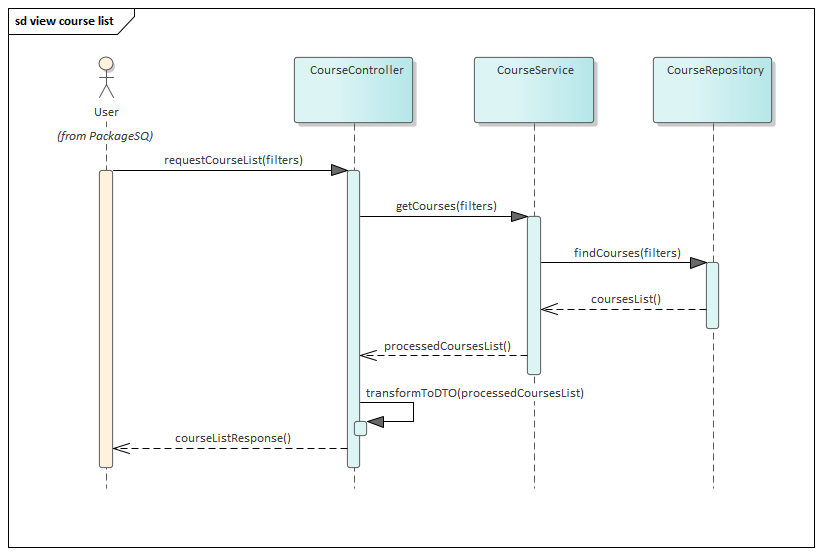 sd view course list
CourseController
CourseService
CourseRepository
User
(from PackageSQ)
requestCourseList(filters)
getCourses(filters)
findCourses(filters)
coursesList()
processedCoursesList()
transformToDTO(processedCoursesList)
courseListResponse()